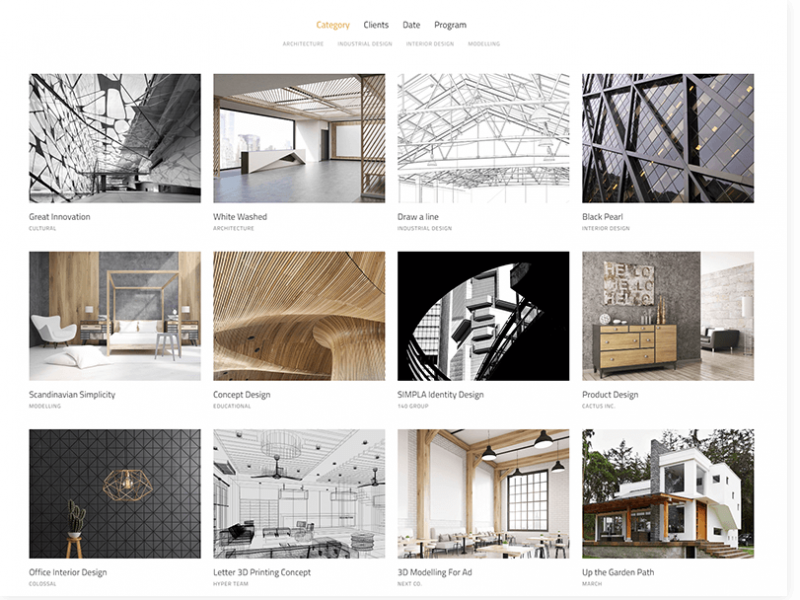 Category Clients Date Program
ARCHITECTURE INDUSTRIAL DESIGN INTERIOR DESIGN MODELLING
Great Innovation
CULTURAL
White Washed
ARCHITECTURE
Draw a line
INDUSTRIAL DESIGN
Black Pearl
INTERIOR DESIGN
HELLO
HELLO
HELLO
Scandinavian Simplicity
MODELLING
Concept Design
EDUCATIONAL
SIMPLA Identity Design
140 GROUP
Product Design
CACTUS INC.
Office Interior Design
COLOSSAL
Letter 3D Printing Concept
HYPER TEAM
3D Modelling For Ad
NEXT CO.
Up the Garden Path
MARCH